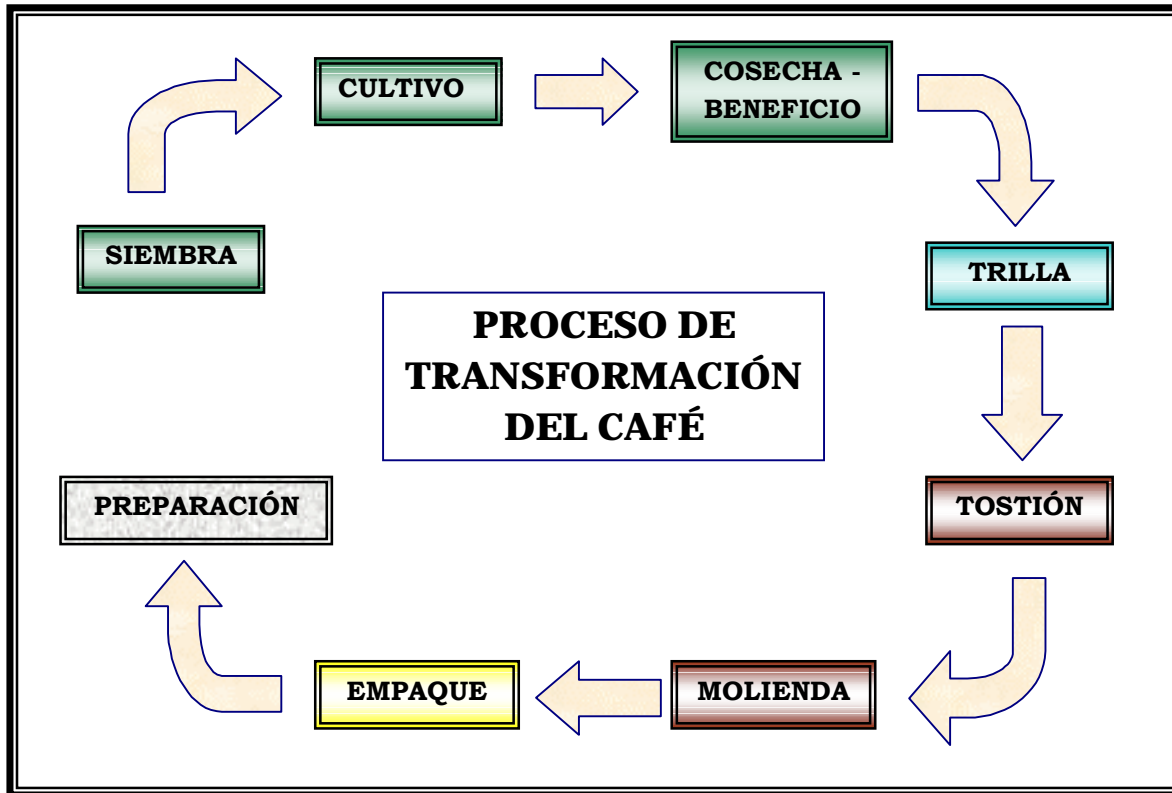 CULTIVO
COSECHA -
BENEFICIO
SIEMBRA
TRILLA
PROCESO DE
TRANSFORMACIÓN
DEL CAFÉ
PREPARACIÓN
TOSTIÓN
EMPAQUE
MOLIENDA